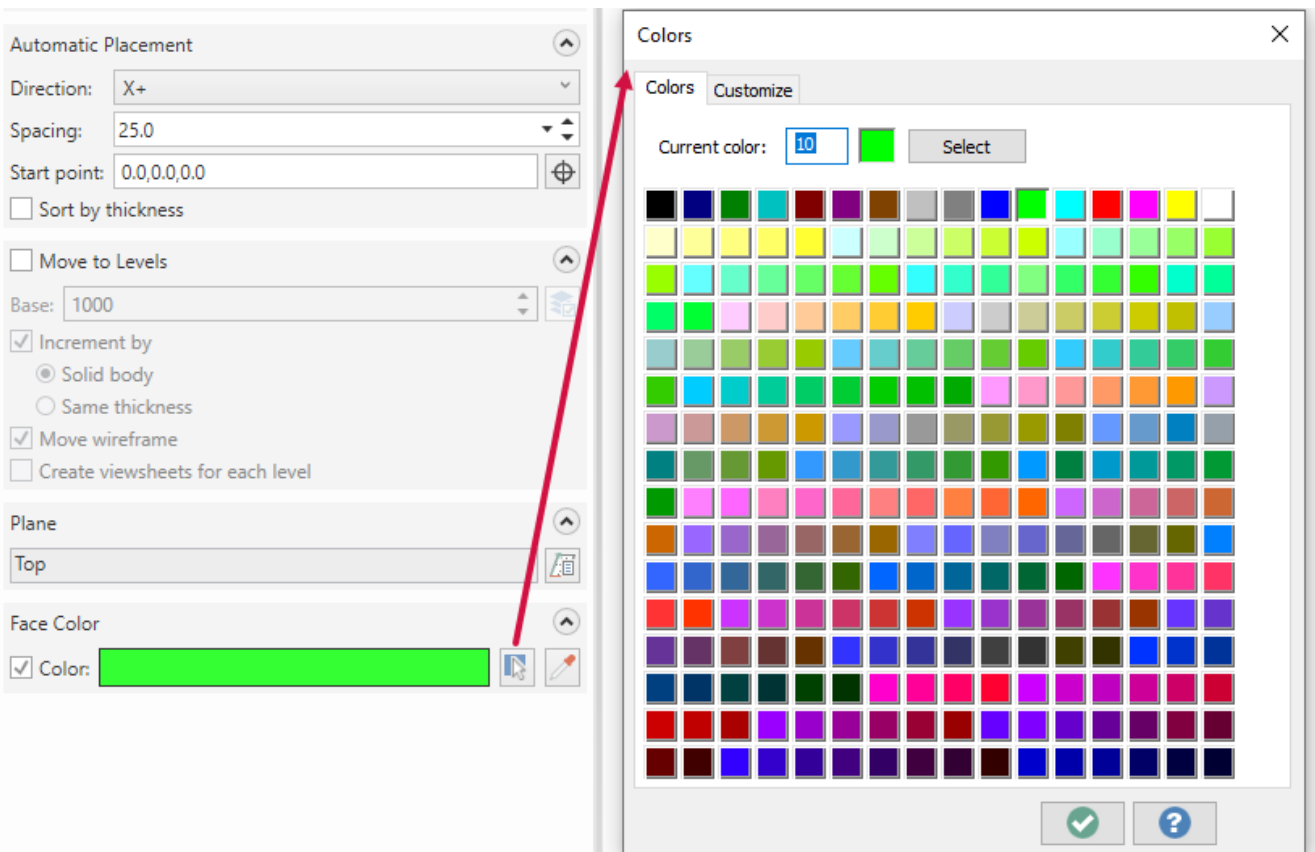 Automatic Placement
Direction: X+
Spacing: 25.0
Start point: 0.0,0.0,0.0
Sort by thickness
Move to Levels
Base: 1000
Increment by
Solid body
Same thickness
Move wireframe
Create viewsheets for each level
Plane
Top
Face Color
Color:
Colors
Colors Customize
Current color: 10 Select
?